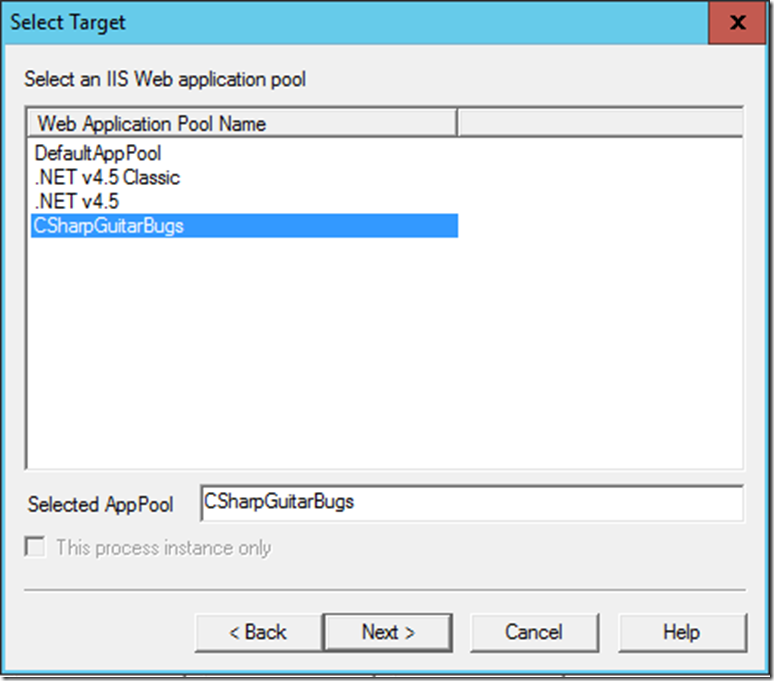 Select Target
Select an IIS Web application pool
Web Application Pool Name
DefaultAppPool
.NET v4.5 Classic
.NET v4.5
CSharpGuitarBugs
Selected AppPool CSharpGuitarBugs
This process instance only
< Back Next > Cancel Help